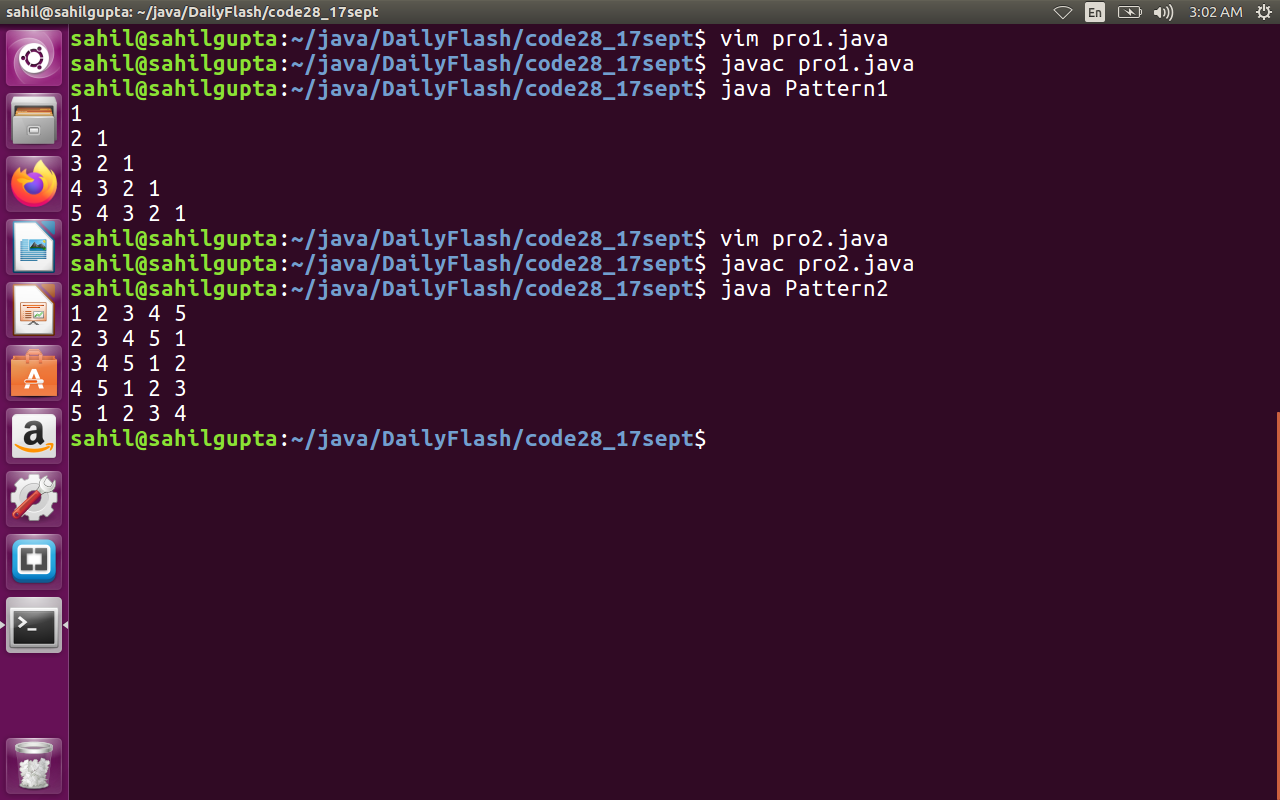 sahil@sahilgupta: ~/java/DailyFlash/code28_17sept
En
3:02 AM
sahil@sahilgupta:~/java/DailyFlash/code28_17sept$ vim pro1.java
sahil@sahilgupta:~/java/DailyFlash/code28_17sept$ javac pro1.java
sahil@sahilgupta:~/java/DailyFlash/code28_17sept$ java Pattern1
1
2 1
3 2 1
4 3 2 1
5 4 3 2 1
sahil@sahilgupta:~/java/DailyFlash/code28_17sept$ vim pro2.java
sahil@sahilgupta:~/java/DailyFlash/code28_17sept$ javac pro2.java
sahil@sahilgupta:~/java/DailyFlash/code28_17sept$ java Pattern2
1 2 3 4 5
2 3 4 5 1
3 4 5 1 2
4 5 1 2 3
5 1 2 3 4
sahil@sahilgupta:~/java/DailyFlash/code28_17sept$